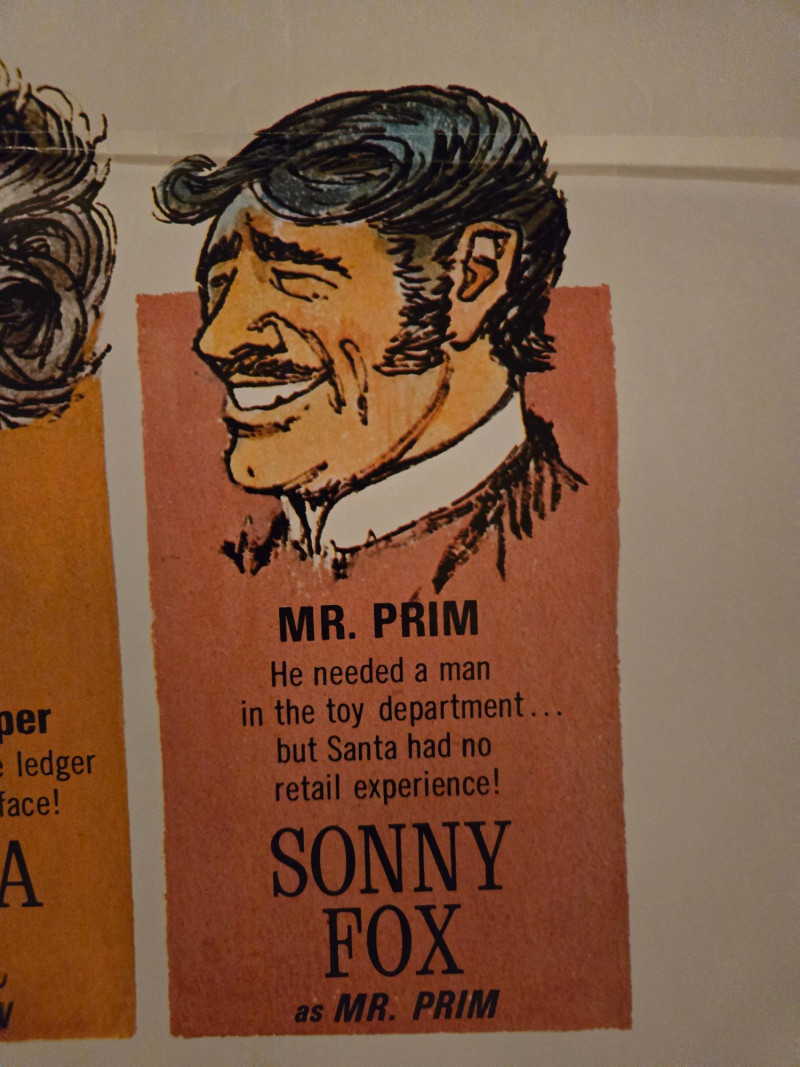 per
ledger
face!
A
MR. PRIM
He needed a man
in the toy department...
but Santa had no
retail experience!
SONNY
FOX
as MR. PRIM